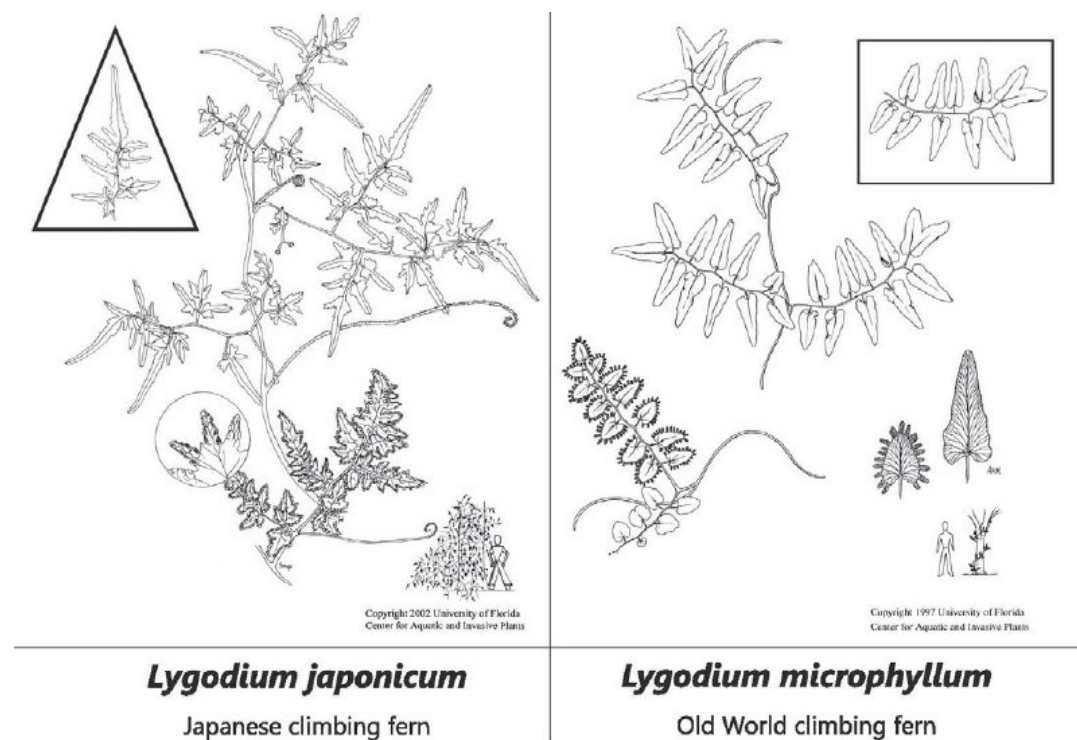 Copyright 2002 University of Florida
Center for Aquatic and Invasive Plants
Lygodium japonicum
Japanese climbing fern
Copyright 1997 University of Florida
Center for Aquatic and Invasive Plants
Lygodium microphyllum
Old World climbing fern